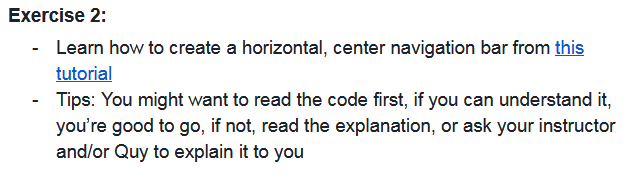 Exercise 2:
- Learn how to create a horizontal, center navigation bar from this
tutorial
- Tips: You might want to read the code first, if you can understand it,
you’re good to go, if not, read the explanation, or ask your instructor
and/or Quy to explain it to you